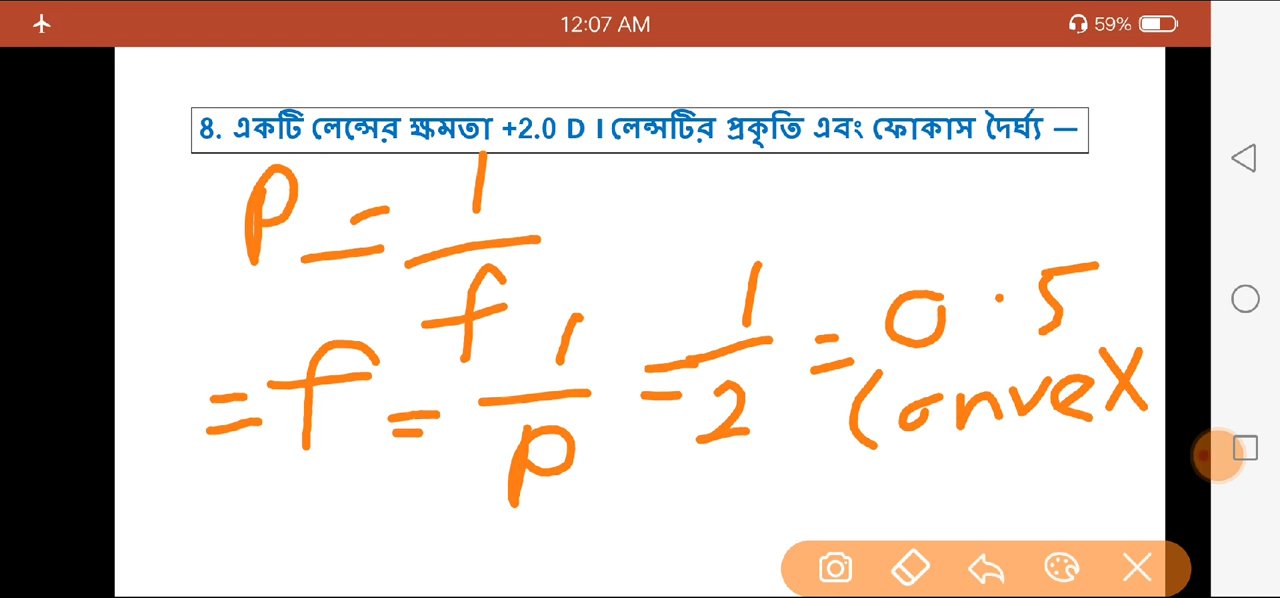 12:07 AM
59%
8. একটি লেন্সের ক্ষমতা +2.0 D । লেন্সটির প্রকৃতি এবং ফোকাস দৈর্ঘ্য —
P = 1/f
= f = 1/P = 1/2 = 0.5
Convex